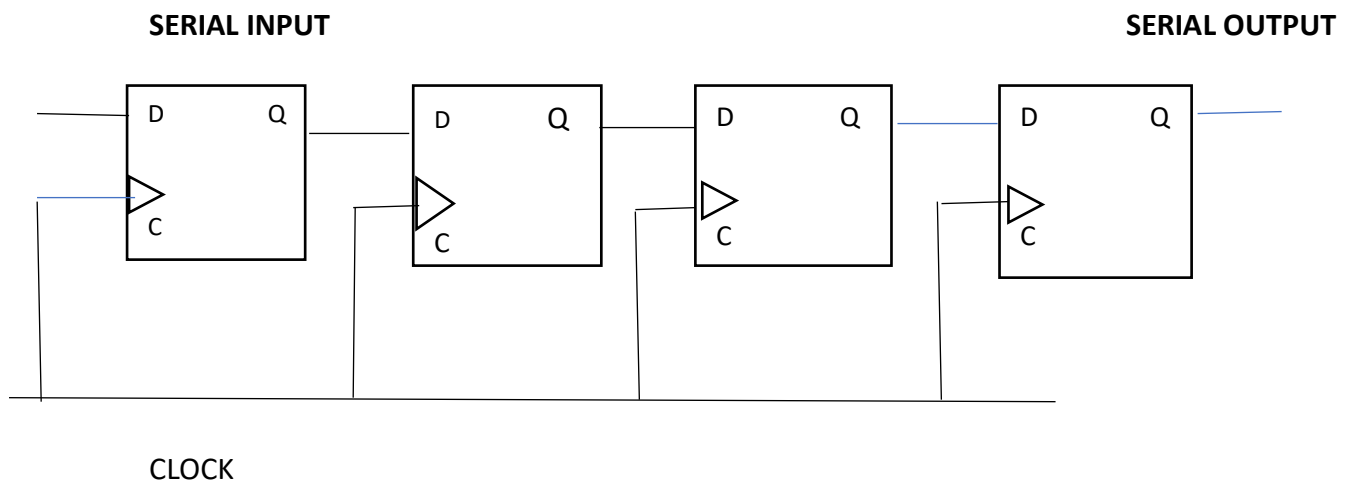 SERIAL INPUT SERIAL OUTPUT
D Q D Q D Q D Q
C C C C
CLOCK